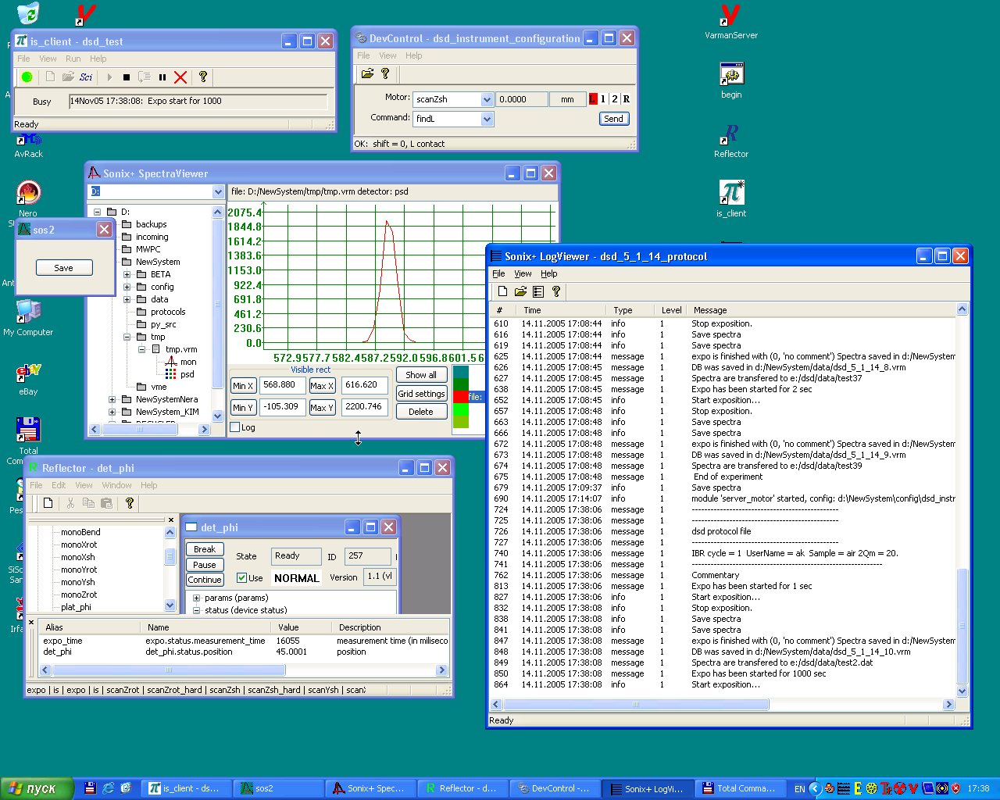 VarmanServer
begin
Reflector
is_client
AvRack
Nero
My Computer
eBay
Total
is_client - dsd_test
File View Run Help
Sci
Busy
14Nov05 17:38:08: Expo start for 1000
Ready
DevControl - dsd_instrument_configuration
File View Help
Motor: scanZsh 0.0000 mm L 1 2 R
Command: findL Send
OK: shift = 0, L contact
Sonix+ SpectraViewer
D:
file: D:/NewSystem/tmp/tmp.vrm detector: psd
D:
backups
incoming
MWPC
NewSystem
BETA
config
data
protocols
py_src
tmp
tmp.vrm
mon
psd
vme
NewSystemNera
NewSystem_KIM
2075.4
1844.8
1614.2
1383.6
1153.0
922.4
691.8
461.2
230.6
0.0
572.9 577.7 582.4 587.2 592.0 596.8 601.5 6
Visible rect
Min X 568.880 Max X 616.620
Min Y -105.309 Max Y 2200.746
Show all
Grid settings
Delete
Log
file:
sos2
Save
Reflector - det_phi
File Edit View Window Help
monoBend
monoXrot
monoXsh
monoYrot
monoYsh
monoZrot
plat_phi
det_phi
Break
Pause
Continue
State Ready ID 257
Use NORMAL Version 1.1 (vl
params (params)
status (device status)
Alias Name Value Description
expo_time expo.status.measurement_time 16055 measurement time (in miliseco
det_phi det_phi.status.position 45.0001 position
expo | is | expo | is | scanZrot | scanZrot_hard | scanZsh | scanZsh_hard | scanYsh | scan
Sonix+ LogViewer - dsd_5_1_14_protocol
File View Help
# Time Type Level Message
610 14.11.2005 17:08:44 info 1 Stop exposition.
616 14.11.2005 17:08:44 info 1 Save spectra
619 14.11.2005 17:08:44 info 1 Save spectra
625 14.11.2005 17:08:44 message 1 expo is finished with (0, 'no comment') Spectra saved in d:/NewSystem
626 14.11.2005 17:08:45 message 1 DB was saved in d:/NewSystem/data/dsd_5_1_14_8.vrm
627 14.11.2005 17:08:45 message 1 Spectra are transfered to e:/dsd/data/test37
638 14.11.2005 17:08:45 message 1 Expo has been started for 2 sec
652 14.11.2005 17:08:45 info 1 Start exposition...
657 14.11.2005 17:08:48 info 1 Stop exposition.
663 14.11.2005 17:08:48 info 1 Save spectra
666 14.11.2005 17:08:48 info 1 Save spectra
672 14.11.2005 17:08:48 message 1 expo is finished with (0, 'no comment') Spectra saved in d:/NewSystem
673 14.11.2005 17:08:48 message 1 DB was saved in d:/NewSystem/data/dsd_5_1_14_9.vrm
674 14.11.2005 17:08:48 message 1 Spectra are transfered to e:/dsd/data/test39
675 14.11.2005 17:08:48 message 1 End of experiment
679 14.11.2005 17:09:37 info 1 Save spectra
690 14.11.2005 17:14:07 info 1 module 'server_motor' started, config: d:\NewSystem\config\dsd_instr
724 14.11.2005 17:38:06 message 1 -----------------------------------------------
725 14.11.2005 17:38:06 message 1 -----------------------------------------------
726 14.11.2005 17:38:06 message 1 dsd protocol file
727 14.11.2005 17:38:06 message 1 -----------------------------------------------
740 14.11.2005 17:38:06 message 1 IBR cycle = 1 UserName = ak Sample = air 2Qm = 20.
741 14.11.2005 17:38:06 message 1 -------------------------------------------------------------
762 14.11.2005 17:38:06 message 1 Commentary
813 14.11.2005 17:38:06 message 1 Expo has been started for 1 sec
827 14.11.2005 17:38:06 info 1 Start exposition...
832 14.11.2005 17:38:08 info 1 Stop exposition.
838 14.11.2005 17:38:08 info 1 Save spectra
841 14.11.2005 17:38:08 info 1 Save spectra
847 14.11.2005 17:38:08 message 1 expo is finished with (0, 'no comment') Spectra saved in d:/NewSystem
848 14.11.2005 17:38:08 message 1 DB was saved in d:/NewSystem/data/dsd_5_1_14_10.vrm
849 14.11.2005 17:38:08 message 1 Spectra are transfered to e:/dsd/data/test2.dat
850 14.11.2005 17:38:08 message 1 Expo has been started for 1000 sec
864 14.11.2005 17:38:08 info 1 Start exposition...
Ready
пуск is_client - ds... sos2 Sonix+ Spec... Reflector - d... DevControl -... Sonix+ LogVi... Total Comma... EN 17:38